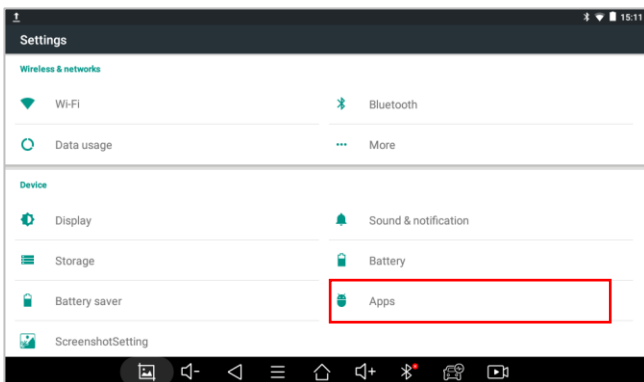 15:11
Settings
Wireless & networks
Wi-Fi
Bluetooth
Data usage
More
Device
Display
Sound & notification
Storage
Battery
Battery saver
Apps
ScreenshotSetting